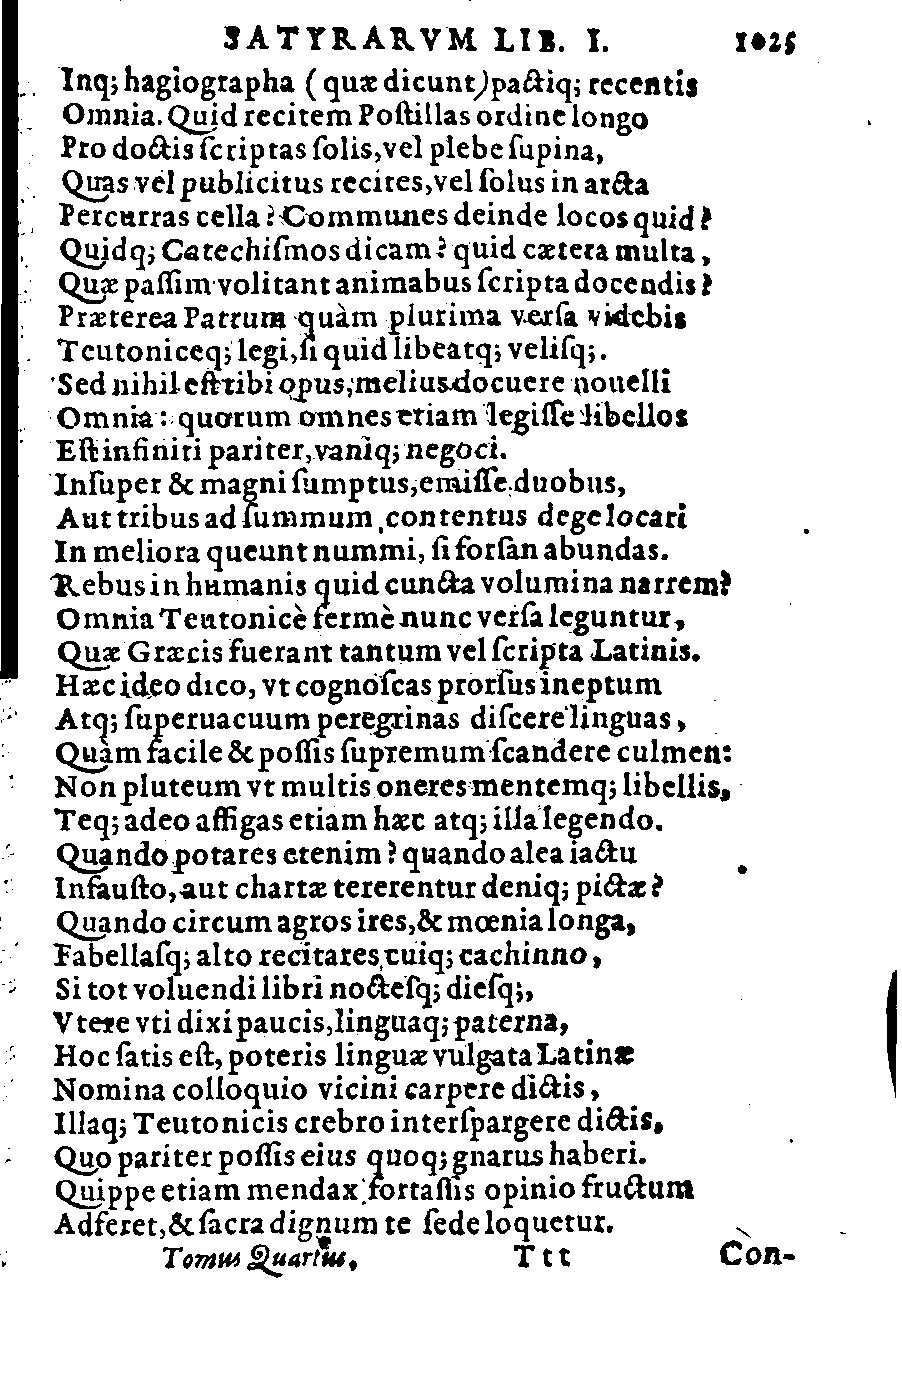 SATYRARVM LIB. I. 1025
Inq; hagiographa (quæ dicunt) pactiq; recentis
Omnia. Quid recitem Poſtillas ordine longo
Pro doctis ſcriptas ſolis, vel plebe ſupina,
Quas vel publicitus recites, vel ſolus in arcta
Percurras cella? Communes deinde locos quid?
Quidq; Catechiſmos dicam? quid cætera multa,
Quæ paſſim volitant animabus ſcripta docendis?
Præterea Patrum quàm plurima verſa videbis
Teutoniceq; legi, ſi quid libeatq; veliſq;.
Sed nihil eſt tibi opus, melius docuere nouelli
Omnia: quorum omnes etiam legiſſe libellos
Eſt infiniti pariter, vaniq; negoci.
Inſuper & magni ſumptus, emiſſe duobus,
Aut tribus ad ſummum contentus dege locari
In meliora queunt nummi, ſi forſan abundas.
Rebus in humanis quid cuncta volumina narrem?
Omnia Teutonicè fermè nunc verſa leguntur,
Quæ Græcis fuerant tantum vel ſcripta Latinis.
Hæc ideo dico, vt cognoſcas prorſus ineptum
Atq; ſuperuacuum peregrinas diſcere linguas,
Quàm facile & poſſis ſupremum ſcandere culmen:
Non pluteum vt multis oneres mentemq; libellis,
Teq; adeo affigas etiam hæc atq; illa legendo.
Quando potares etenim? quando alea iactu
Infauſto, aut chartæ tererentur deniq; pictæ?
Quando circum agros ires, & mœnia longa,
Fabellaſq; alto recitares cuiq; cachinno,
Si tot voluendi libri nocteſq; dieſq;,
Vtere vti dixi paucis, linguaq; paterna,
Hoc ſatis eſt, poteris linguæ vulgata Latinæ
Nomina colloquio vicini carpere dictis,
Illaq; Teutonicis crebro interſpargere dictis,
Quo pariter poſſis eius quoq; gnarus haberi.
Quippe etiam mendax fortaſſis opinio fructum
Adferet, & ſacra dignum te ſede loquetur.
Tomus Quartus. Ttt Con-